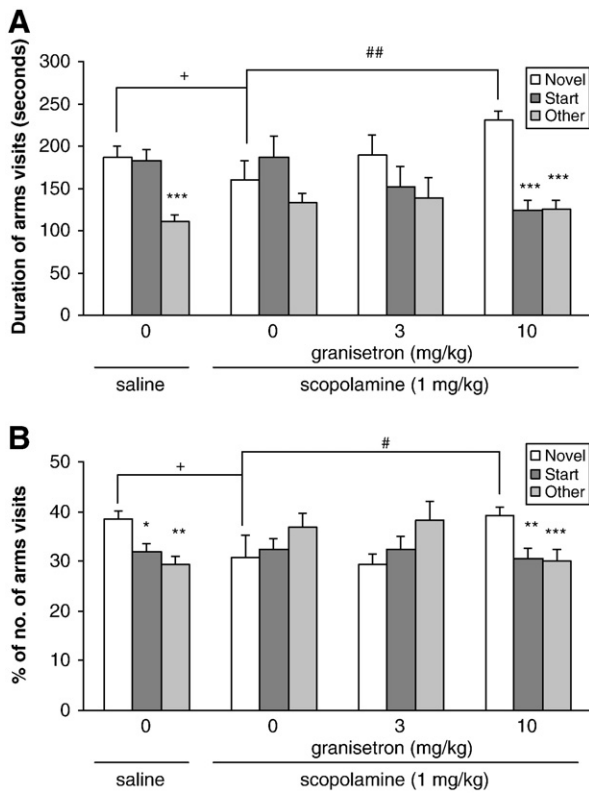 A
Duration of arms visits (seconds)
300
250
200
150
100
50
0
+
##
Novel
Start
Other
***
***
***
0
0
3
10
granisetron (mg/kg)
saline
scopolamine (1 mg/kg)
B
% of no. of arms visits
50
40
30
20
10
0
+
#
Novel
Start
Other
*
**
**
***
0
0
3
10
granisetron (mg/kg)
saline
scopolamine (1 mg/kg)